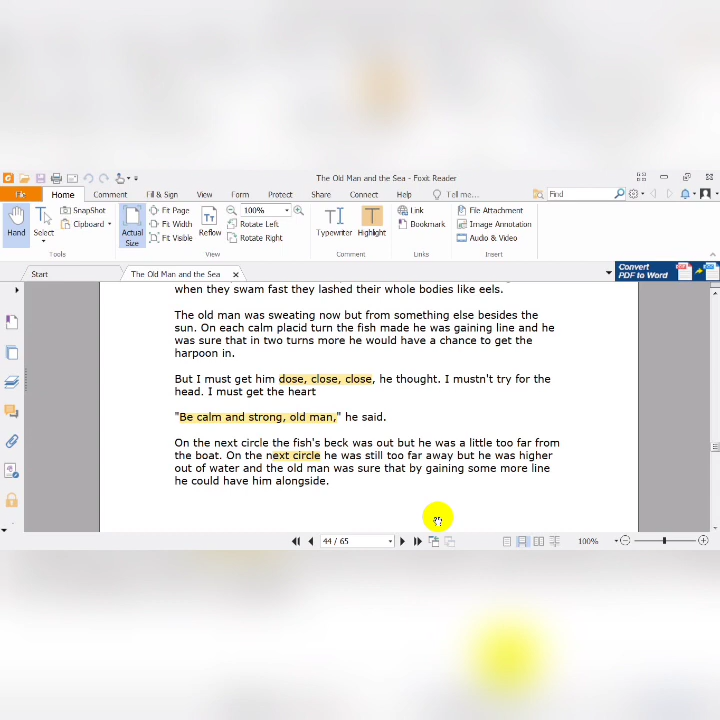 The Old Man and the Sea - Foxit Reader
File Home Comment Fill & Sign View Form Protect Share Connect Help Tell me... Find
Hand
Select
SnapShot
Clipboard
Tools
Actual Size
Fit Page
Fit Width
Fit Visible
Reflow
100%
Rotate Left
Rotate Right
View
Typewriter
Highlight
Comment
Link
Bookmark
Links
File Attachment
Image Annotation
Audio & Video
Insert
Start
The Old Man and the Sea
Convert
PDF to Word
when they swam fast they lashed their whole bodies like eels.
The old man was sweating now but from something else besides the
sun. On each calm placid turn the fish made he was gaining line and he
was sure that in two turns more he would have a chance to get the
harpoon in.
But I must get him dose, close, close, he thought. I mustn't try for the
head. I must get the heart
"Be calm and strong, old man," he said.
On the next circle the fish's beck was out but he was a little too far from
the boat. On the next circle he was still too far away but he was higher
out of water and the old man was sure that by gaining some more line
he could have him alongside.
44 / 65
100%